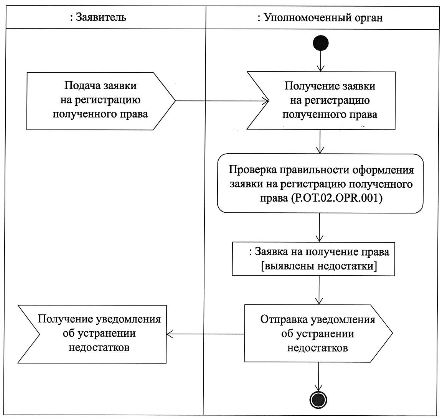 : Заявитель
: Уполномоченный орган
Подача заявки
на регистрацию
полученного права
Получение заявки
на регистрацию
полученного права
Проверка правильности оформления
заявки на регистрацию полученного
права (P.OT.02.OPR.001)
: Заявка на получение права
[выявлены недостатки]
Получение уведомления
об устранении
недостатков
Отправка уведомления
об устранении
недостатков